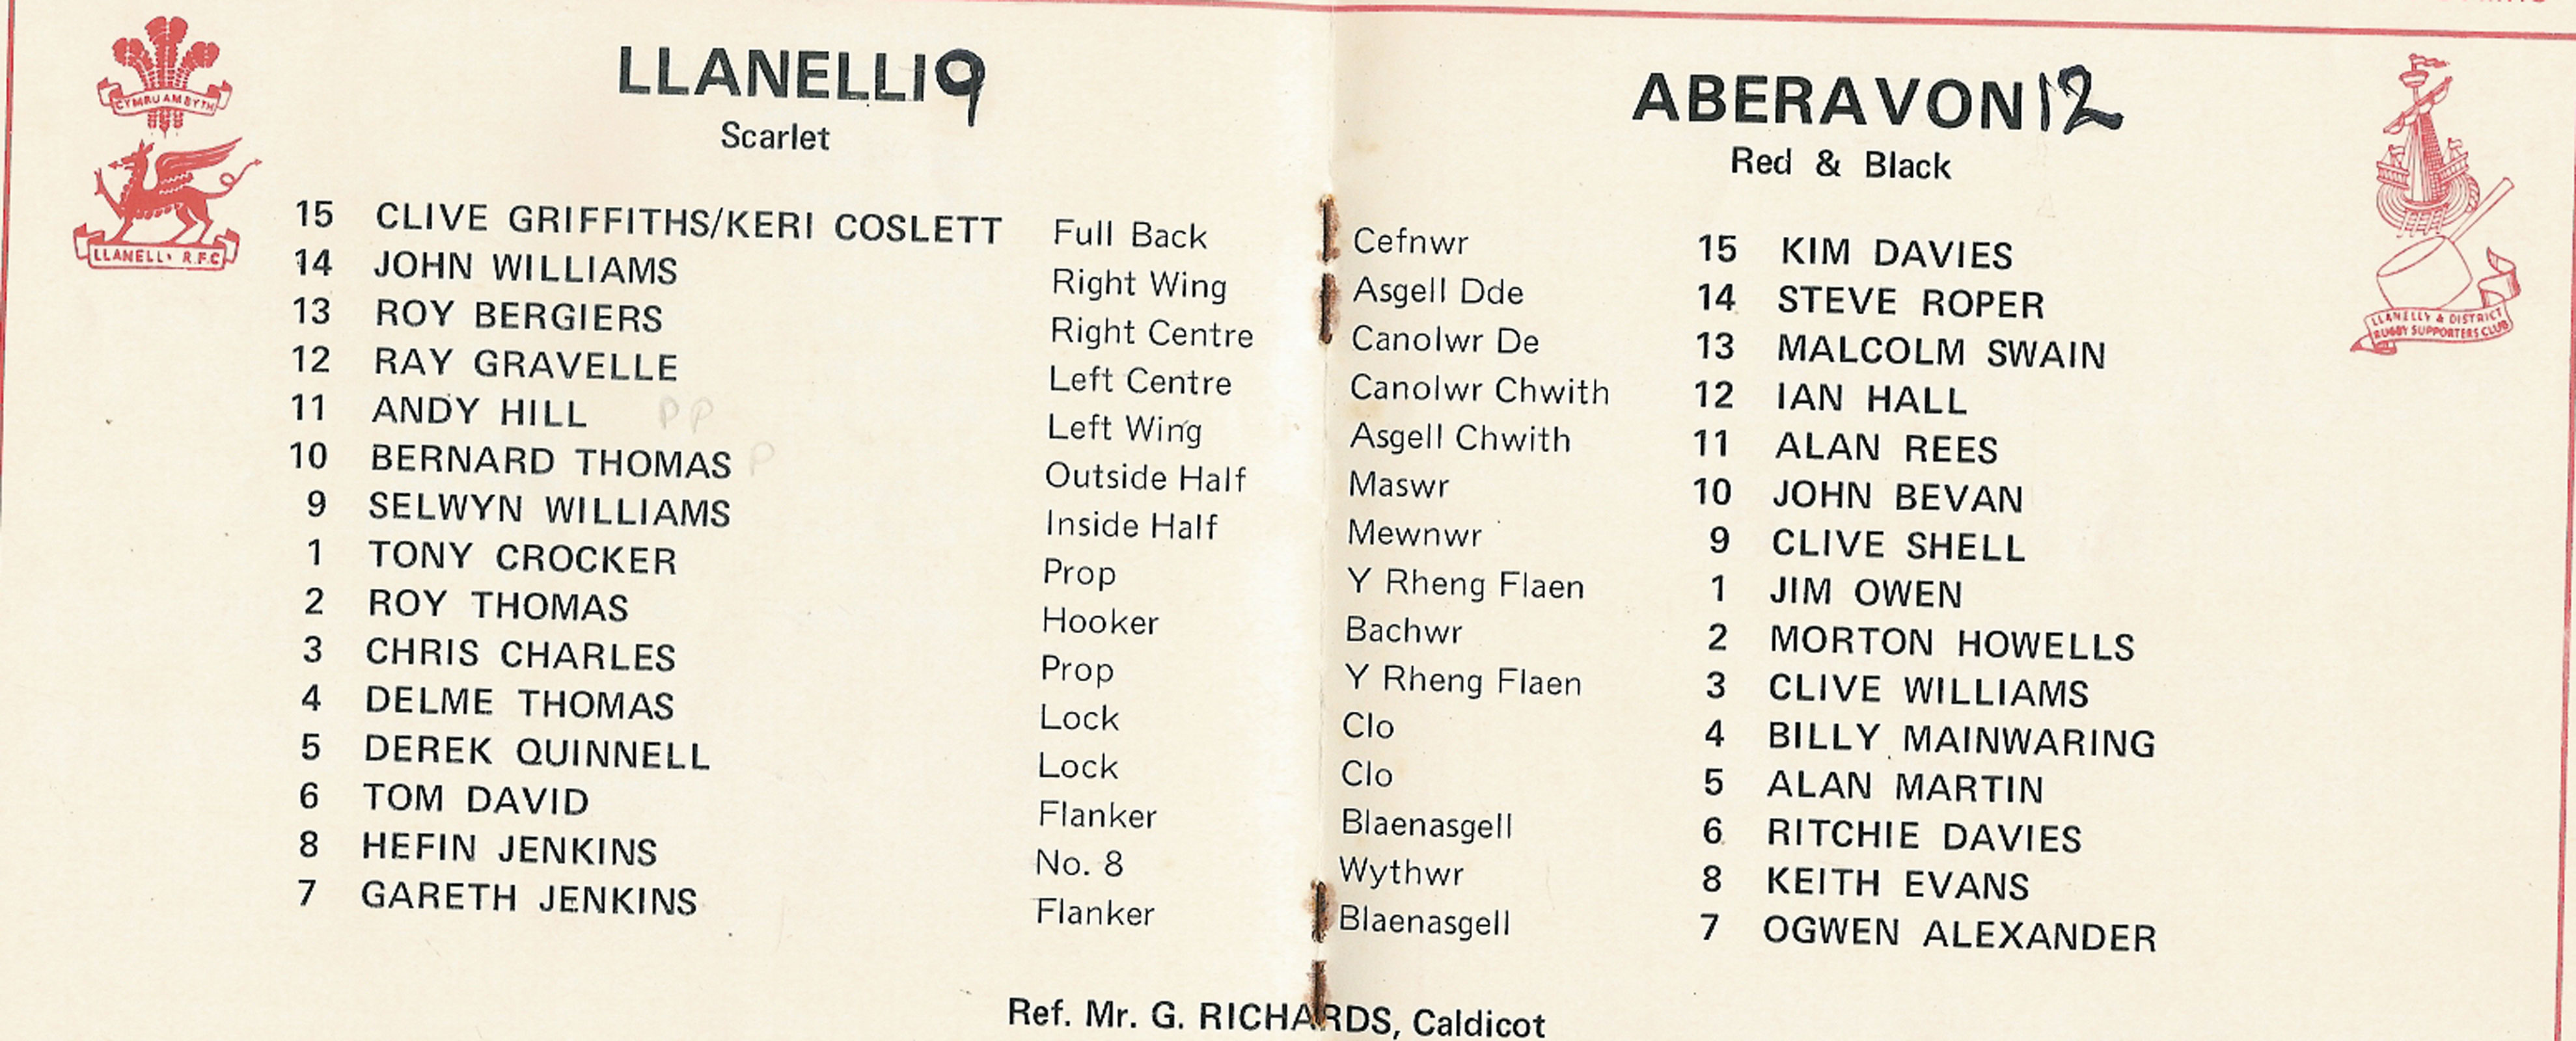 CYMRU AM BYTH
LLANELLI R.F.C
LLANELLI 9
Scarlet
15 CLIVE GRIFFITHS/KERI COSLETT Full Back
14 JOHN WILLIAMS Right Wing
13 ROY BERGIERS Right Centre
12 RAY GRAVELLE Left Centre
11 ANDY HILL PP Left Wing
10 BERNARD THOMAS P Outside Half
9 SELWYN WILLIAMS Inside Half
1 TONY CROCKER Prop
2 ROY THOMAS Hooker
3 CHRIS CHARLES Prop
4 DELME THOMAS Lock
5 DEREK QUINNELL Lock
6 TOM DAVID Flanker
8 HEFIN JENKINS No. 8
7 GARETH JENKINS Flanker
ABERAVON 12
Red & Black
Cefnwr 15 KIM DAVIES
Asgell Dde 14 STEVE ROPER
Canolwr De 13 MALCOLM SWAIN
Canolwr Chwith 12 IAN HALL
Asgell Chwith 11 ALAN REES
Maswr 10 JOHN BEVAN
Mewnwr 9 CLIVE SHELL
Y Rheng Flaen 1 JIM OWEN
Bachwr 2 MORTON HOWELLS
Y Rheng Flaen 3 CLIVE WILLIAMS
Clo 4 BILLY MAINWARING
Clo 5 ALAN MARTIN
Blaenasgell 6 RITCHIE DAVIES
Wythwr 8 KEITH EVANS
Blaenasgell 7 OGWEN ALEXANDER
LLANELLY & DISTRICT
RUGBY SUPPORTERS CLUB
Ref. Mr. G. RICHARDS, Caldicot